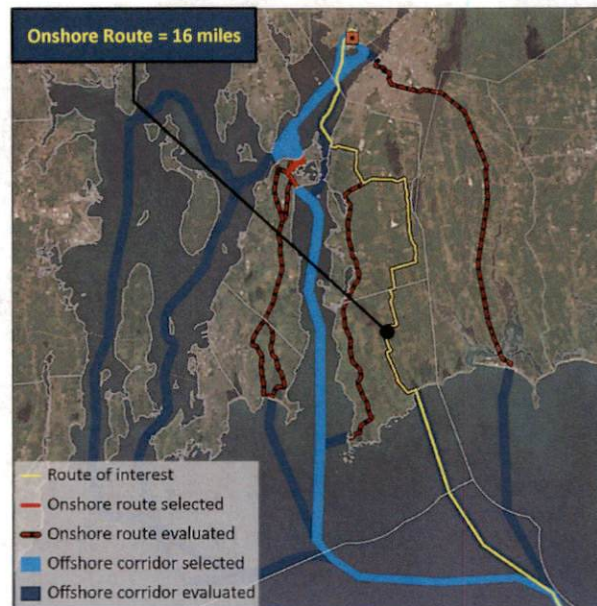 Onshore Route = 16 miles
Route of interest
Onshore route selected
Onshore route evaluated
Offshore corridor selected
Offshore corridor evaluated